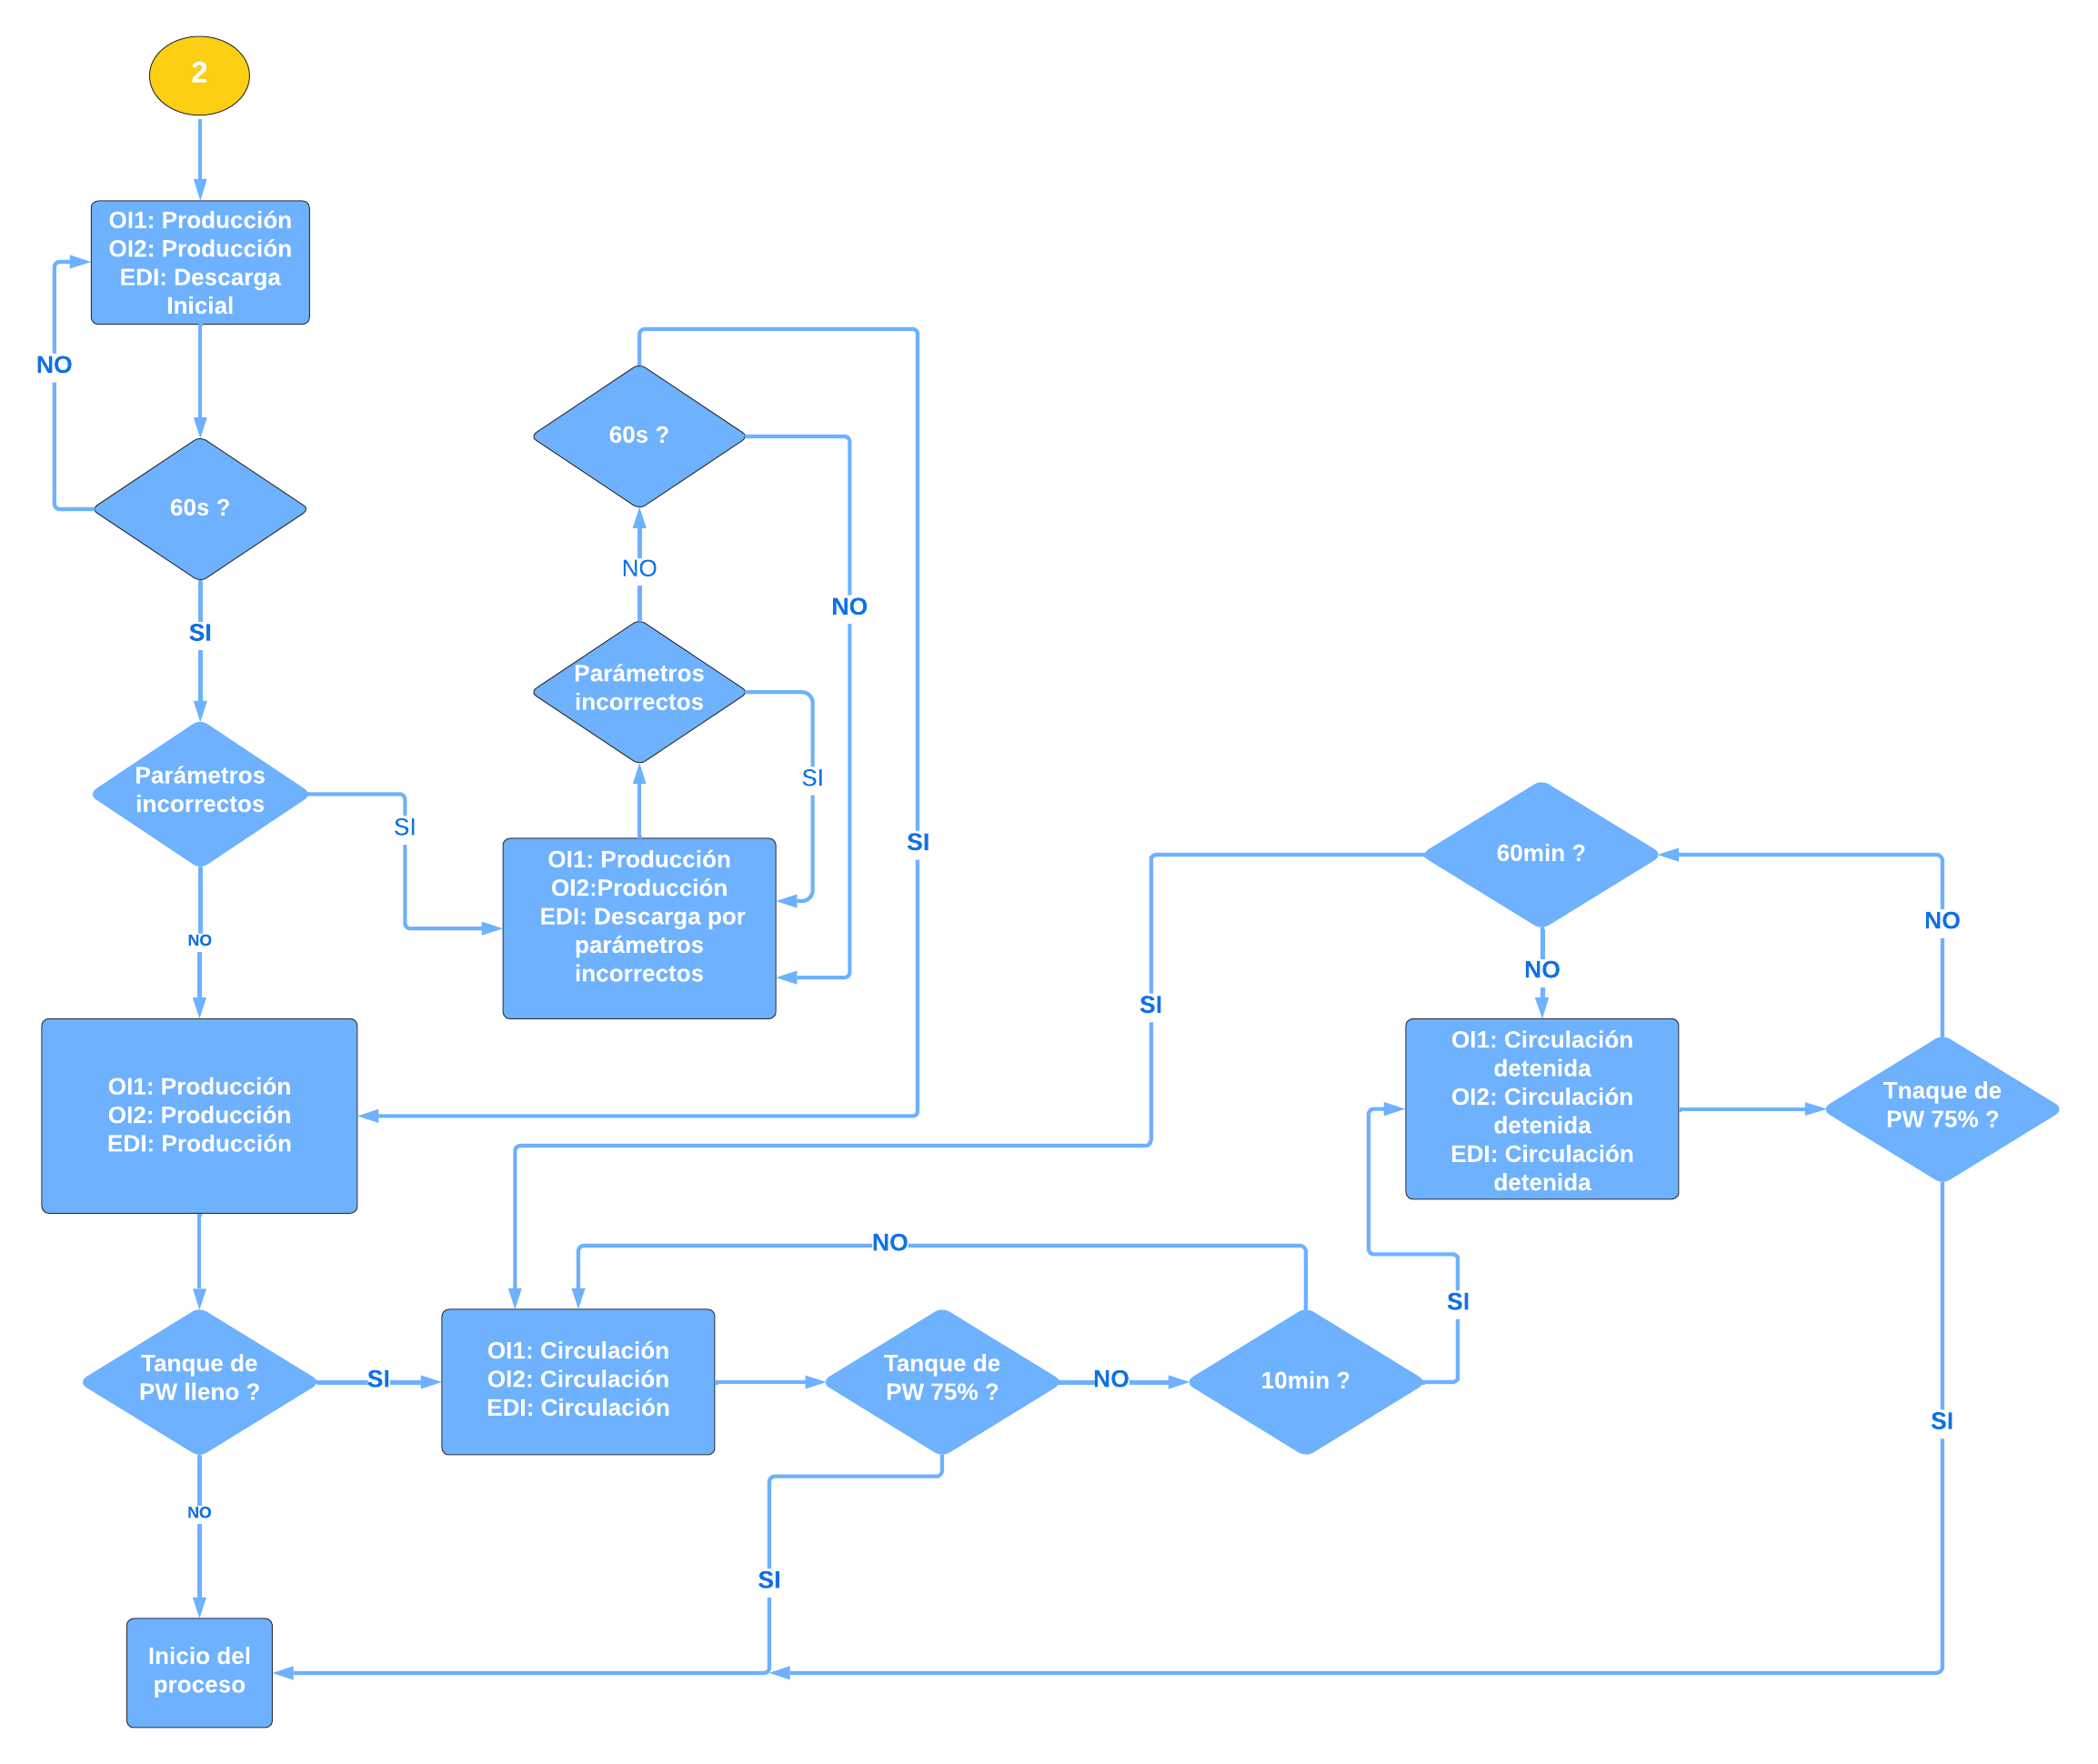 2
OI1: Producción
OI2: Producción
EDI: Descarga
Inicial
NO
60s ?
SI
Parámetros
incorrectos
SI
NO
60s ?
NO
NO
Parámetros
incorrectos
SI
SI
OI1: Producción
OI2:Producción
EDI: Descarga por
parámetros
incorrectos
OI1: Producción
OI2: Producción
EDI: Producción
60min ?
NO
NO
SI
OI1: Circulación
detenida
OI2: Circulación
detenida
EDI: Circulación
detenida
Tnaque de
PW 75% ?
NO
SI
Tanque de
PW lleno ?
SI
OI1: Circulación
OI2: Circulación
EDI: Circulación
Tanque de
PW 75% ?
NO
10min ?
SI
NO
SI
Inicio del
proceso